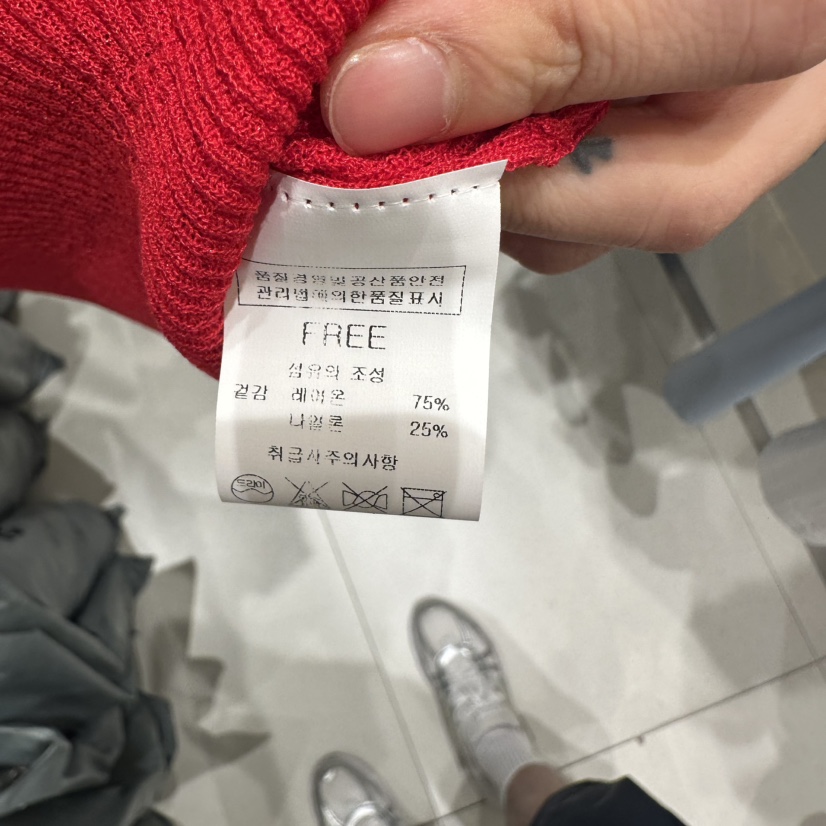 품질경영및공산품안전
관리법에의한품질표시
FREE
섬유의 조성
겉감 레이온 75%
나일론 25%
취급시주의사항
드라이